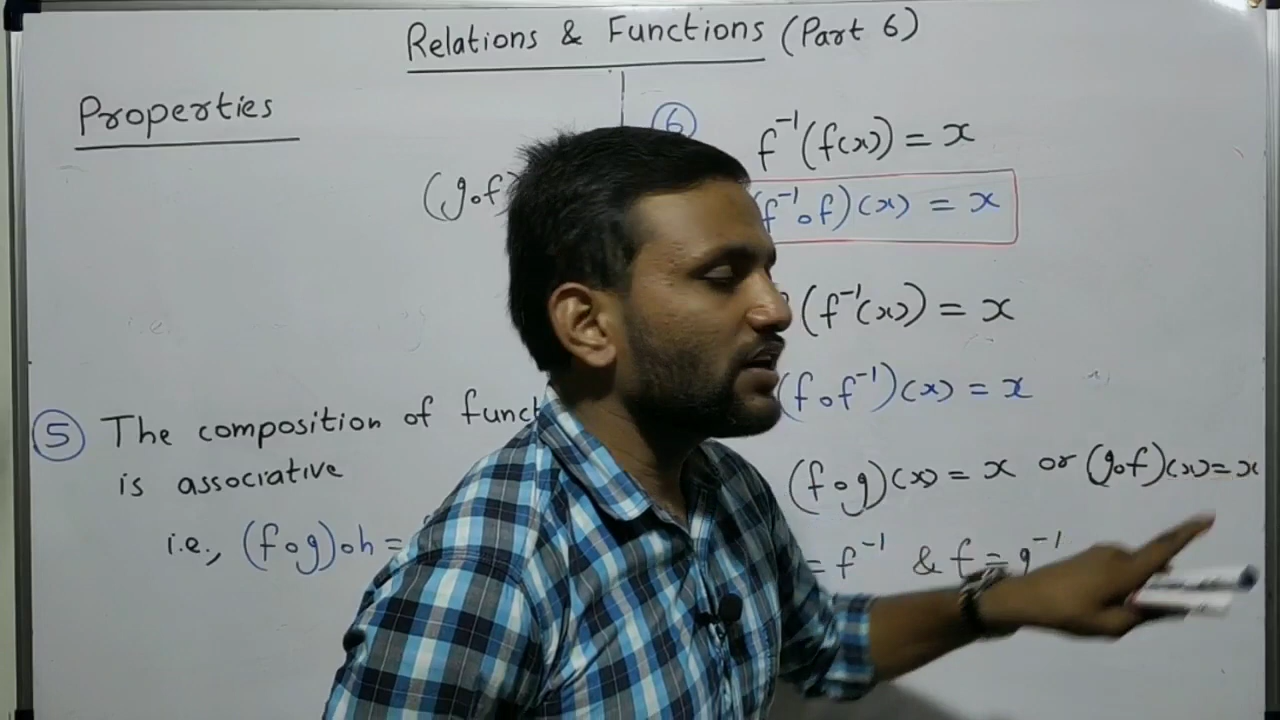 Relations & Functions (Part 6)
Properties
(gof)
⑤ The composition of
is associative
i.e., (fog)oh =
⑥ f⁻¹(f(x)) = x
(f⁻¹of)(x) = x
(f⁻¹(x)) = x
(fof⁻¹)(x) = x
(fog)(x) = x or (gof)(x) = x
= f⁻¹ & f = g⁻¹